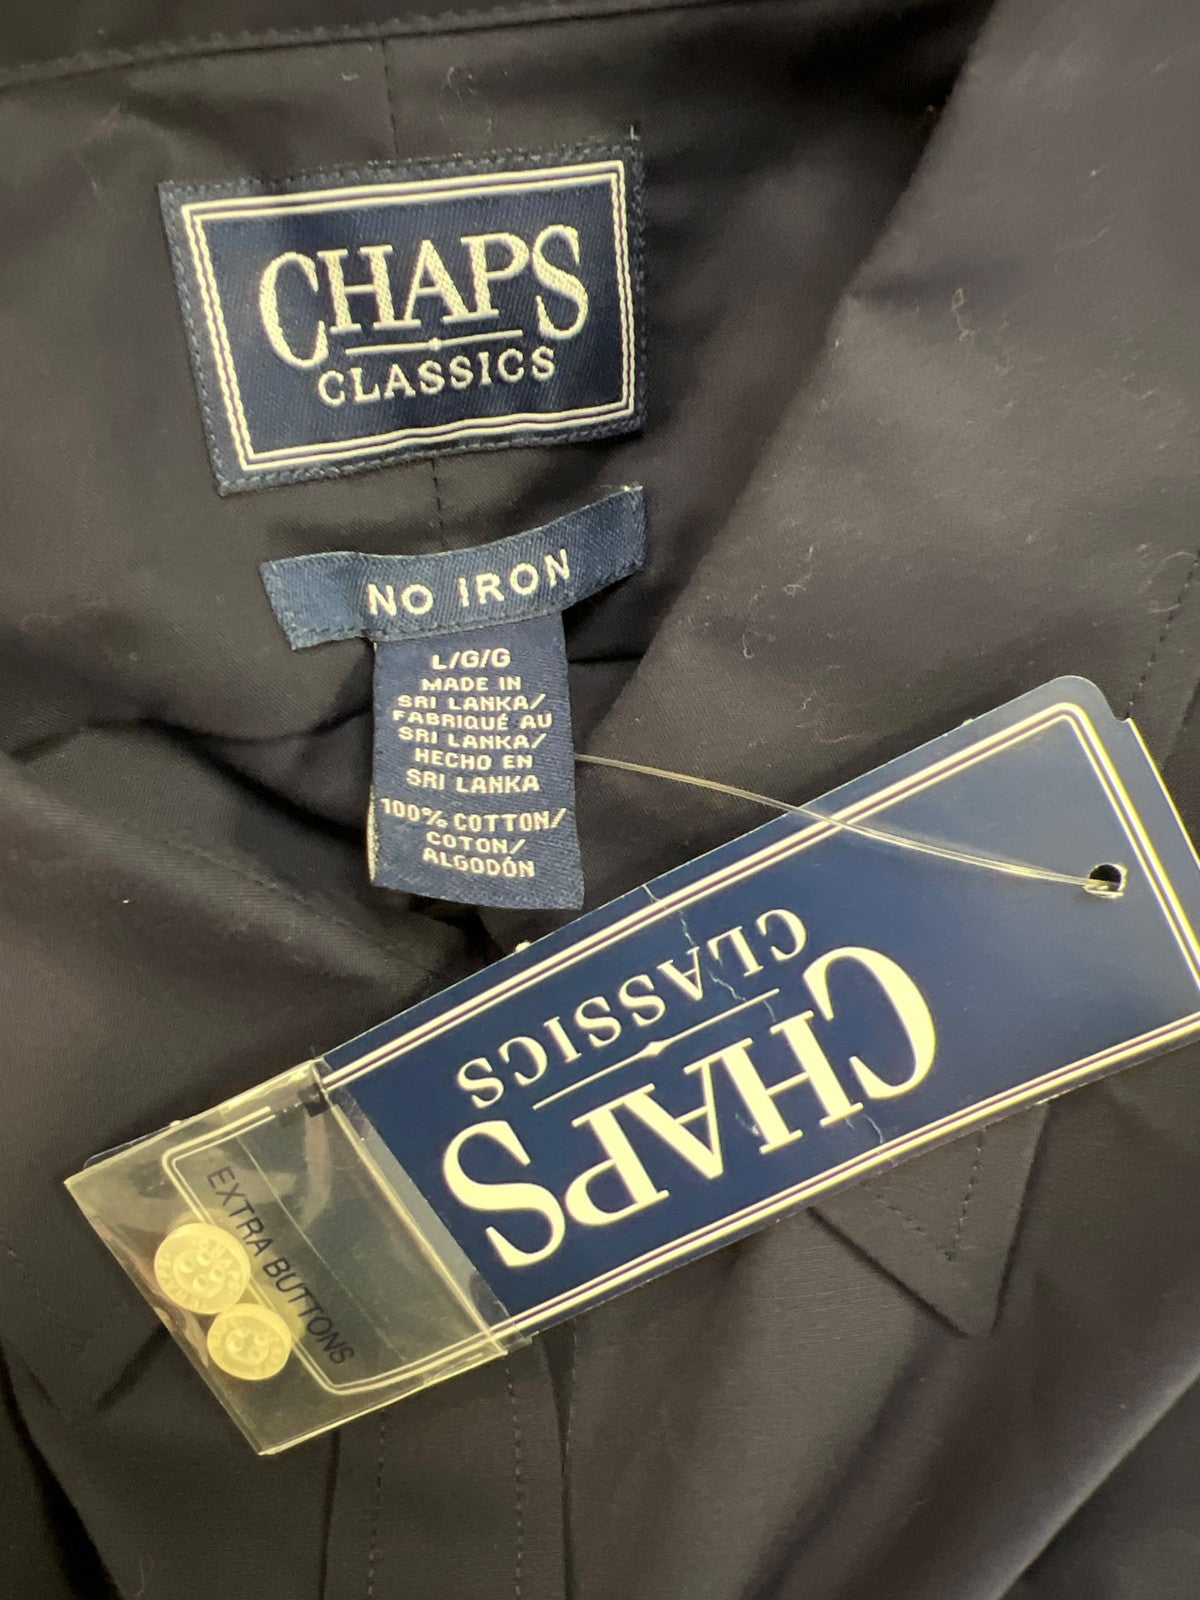 CHAPS
CLASSICS
NO IRON
L/G/G
MADE IN
SRI LANKA/
FABRIQUÉ AU
SRI LANKA/
HECHO EN
SRI LANKA
100% COTTON/
COTON/
ALGODÓN
CHAPS
CLASSICS
EXTRA BUTTONS